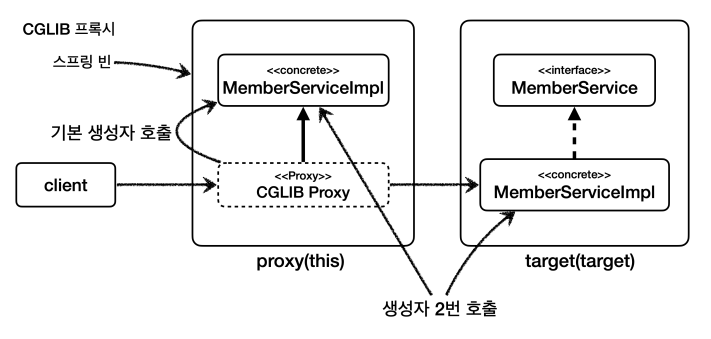 CGLIB 프록시
스프링 빈
<<concrete>>
MemberServiceImpl
<<interface>>
MemberService
기본 생성자 호출
client
<<Proxy>>
CGLIB Proxy
<<concrete>>
MemberServiceImpl
proxy(this)
target(target)
생성자 2번 호출